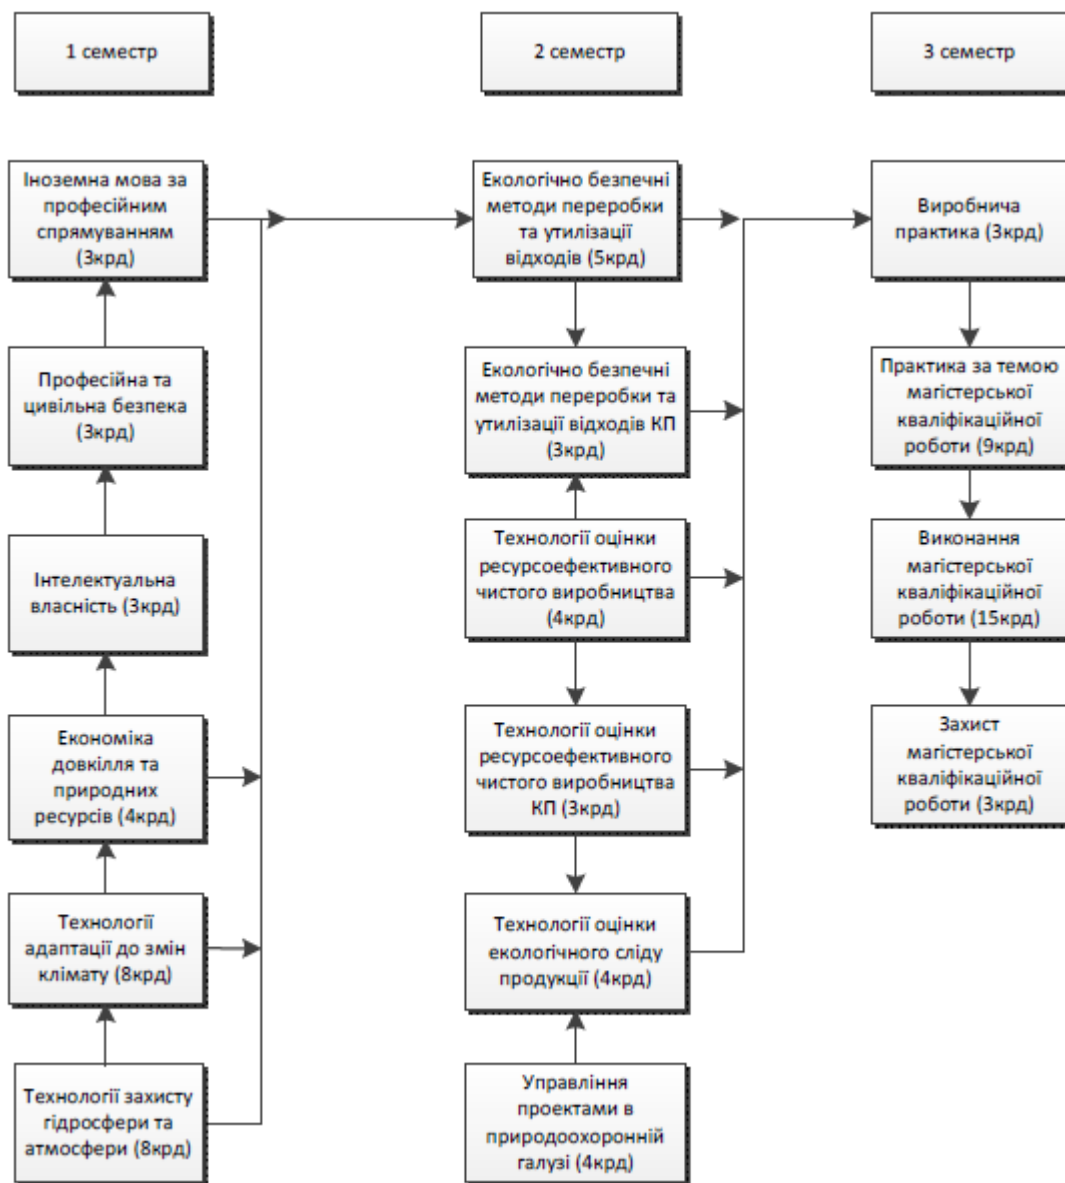 1 семестр
2 семестр
3 семестр
Іноземна мова за
професійним
спрямуванням
(3крд)
Професійна та
цивільна безпека
(3крд)
Інтелектуальна
власність (3крд)
Економіка
довкілля та
природних
ресурсів (4крд)
Технології
адаптації до змін
клімату (8крд)
Технології захисту
гідросфери та
атмосфери (8крд)
Екологічно безпечні
методи переробки
та утилізації
відходів (5крд)
Екологічно безпечні
методи переробки та
утилізації відходів КП
(3крд)
Технології оцінки
ресурсоефективного
чистого виробництва
(4крд)
Технології оцінки
ресурсоефективного
чистого виробництва
КП (3крд)
Технології оцінки
екологічного сліду
продукції (4крд)
Управління
проектами в
природоохоронній
галузі (4крд)
Виробнича
практика (3крд)
Практика за темою
магістерської
кваліфікаційної
роботи (9крд)
Виконання
магістерської
кваліфікаційної
роботи (15крд)
Захист
магістерської
кваліфікаційної
роботи (3крд)